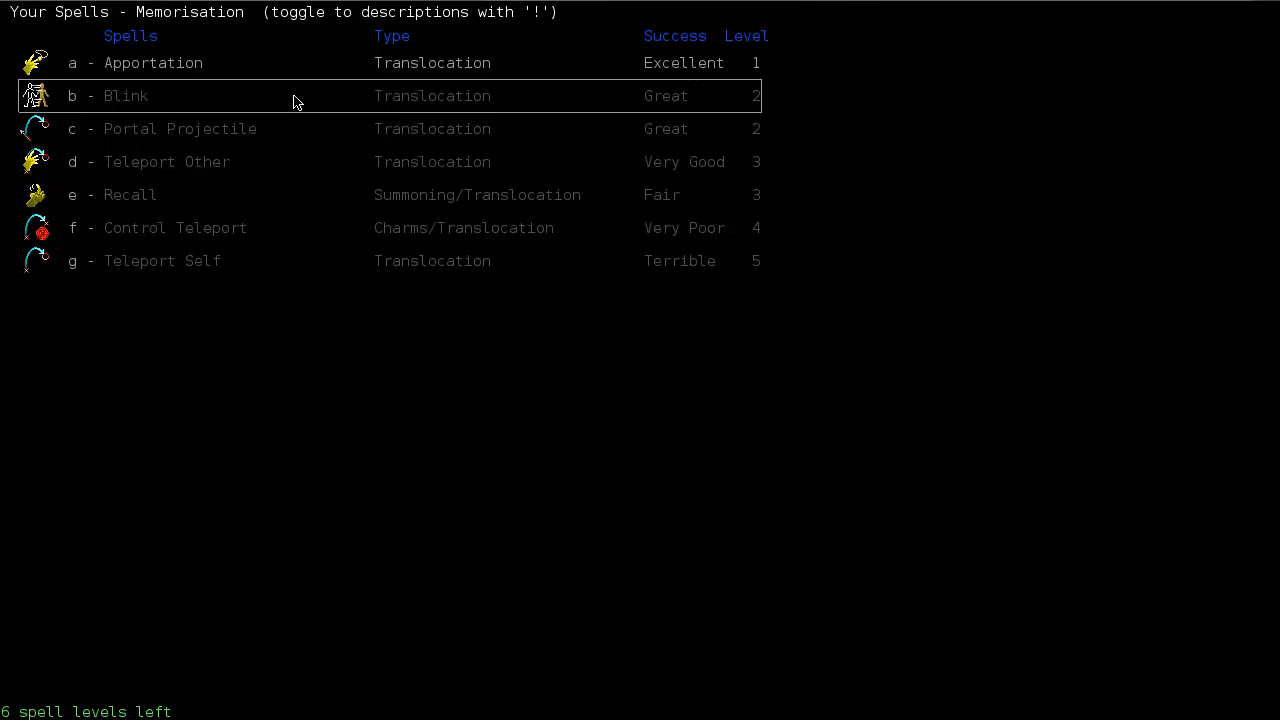 Your Spells - Memorisation  (toggle to descriptions with '!')
Spells Type Success Level
a - Apportation Translocation Excellent 1
b - Blink Translocation Great 2
c - Portal Projectile Translocation Great 2
d - Teleport Other Translocation Very Good 3
e - Recall Summoning/Translocation Fair 3
f - Control Teleport Charms/Translocation Very Poor 4
g - Teleport Self Translocation Terrible 5
6 spell levels left